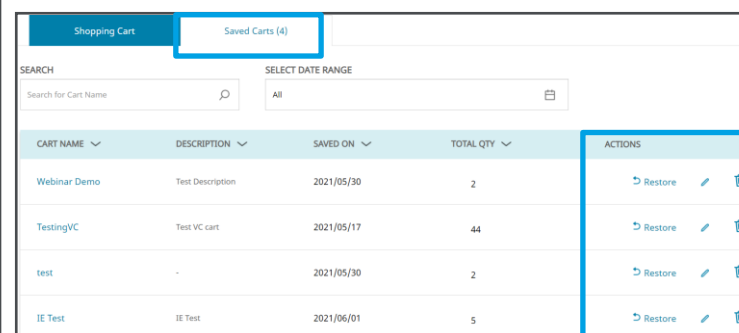 Shopping Cart Saved Carts (4)
SEARCH SELECT DATE RANGE
Search for Cart Name All
CART NAME DESCRIPTION SAVED ON TOTAL QTY ACTIONS
Webinar Demo Test Description 2021/05/30 2 Restore
TestingVC Test VC cart 2021/05/17 44 Restore
test - 2021/05/30 2 Restore
IE Test IE Test 2021/06/01 5 Restore